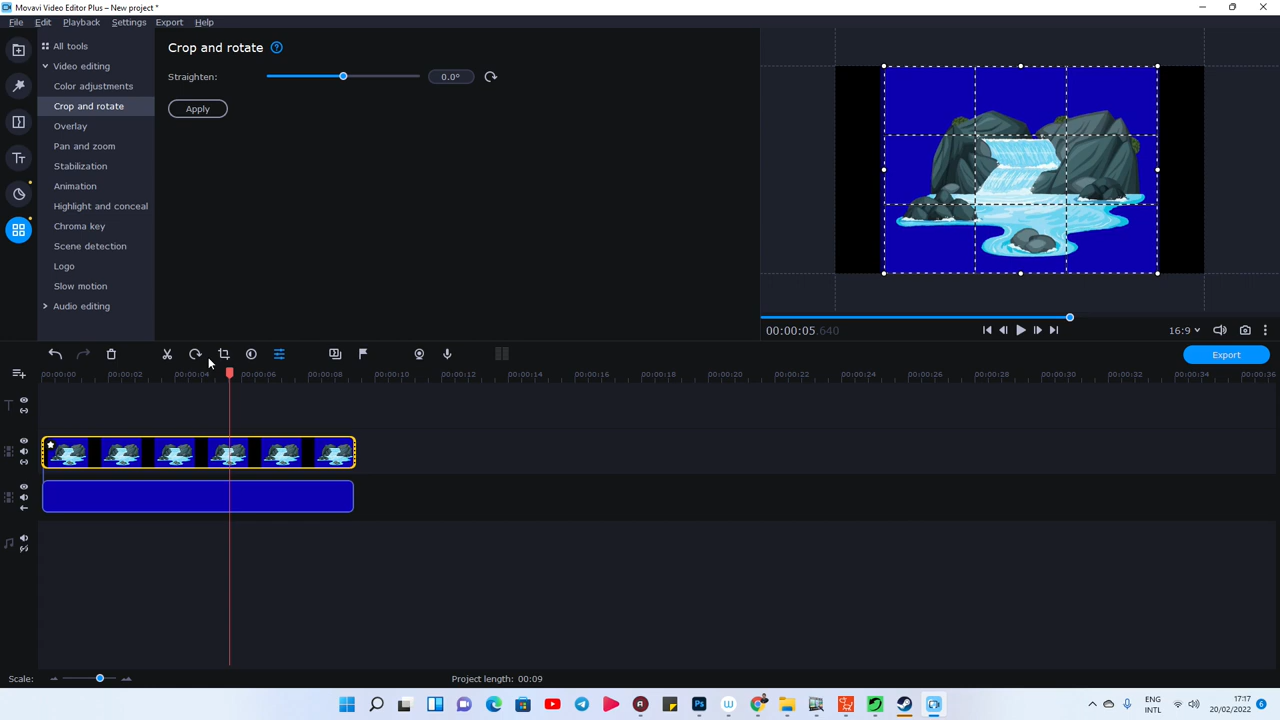 Movavi Video Editor Plus – New project *
File Edit Playback Settings Export Help
All tools
Video editing
Color adjustments
Crop and rotate
Overlay
Pan and zoom
Stabilization
Animation
Highlight and conceal
Chroma key
Scene detection
Logo
Slow motion
Audio editing
Crop and rotate
Straighten: 0.0°
Apply
00:00:05.640
16:9
Export
00:00:00 00:00:02 00:00:04 00:00:06 00:00:08 00:00:10 00:00:12 00:00:14 00:00:16 00:00:18 00:00:20 00:00:22 00:00:24 00:00:26 00:00:28 00:00:30 00:00:32 00:00:34 00:00:36
Scale:
Project length: 00:09
ENG
INTL
17:17
20/02/2022
6